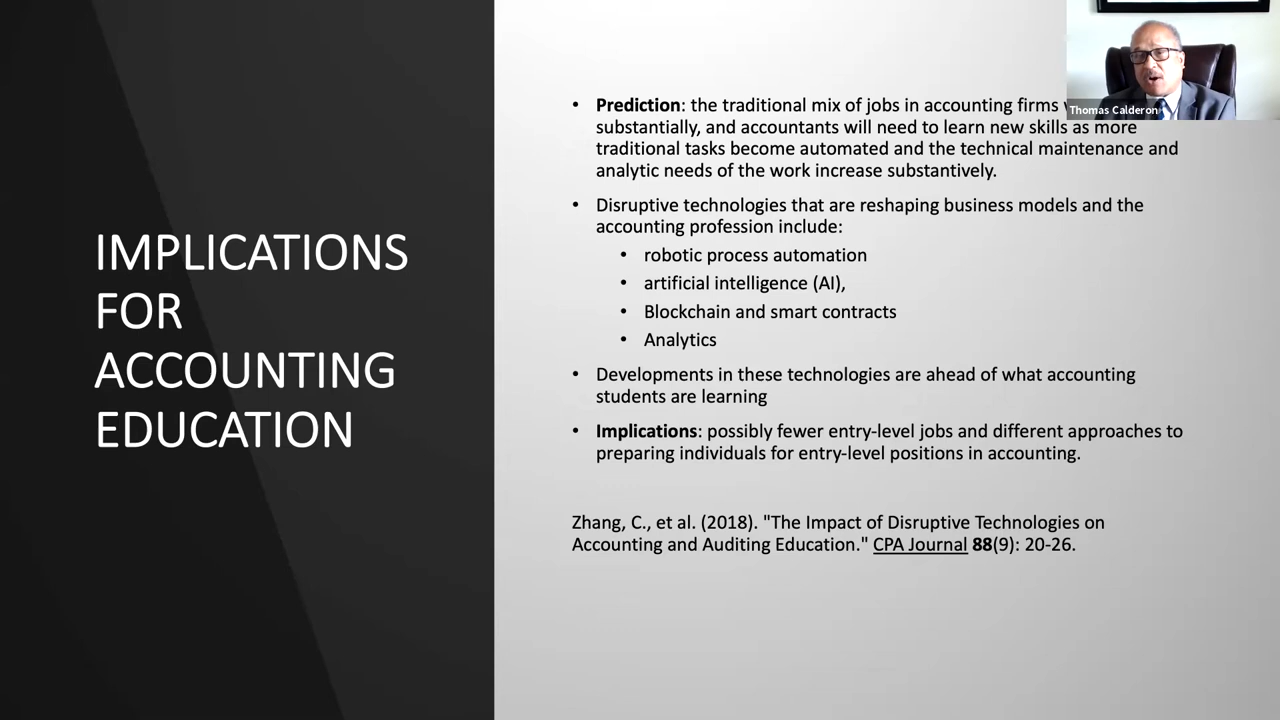 IMPLICATIONS
FOR
ACCOUNTING
EDUCATION
• Prediction: the traditional mix of jobs in accounting firms
substantially, and accountants will need to learn new skills as more
traditional tasks become automated and the technical maintenance and
analytic needs of the work increase substantively.
• Disruptive technologies that are reshaping business models and the
accounting profession include:
• robotic process automation
• artificial intelligence (AI),
• Blockchain and smart contracts
• Analytics
• Developments in these technologies are ahead of what accounting
students are learning
• Implications: possibly fewer entry-level jobs and different approaches to
preparing individuals for entry-level positions in accounting.
Zhang, C., et al. (2018). "The Impact of Disruptive Technologies on
Accounting and Auditing Education." CPA Journal 88(9): 20-26.
Thomas Calderon